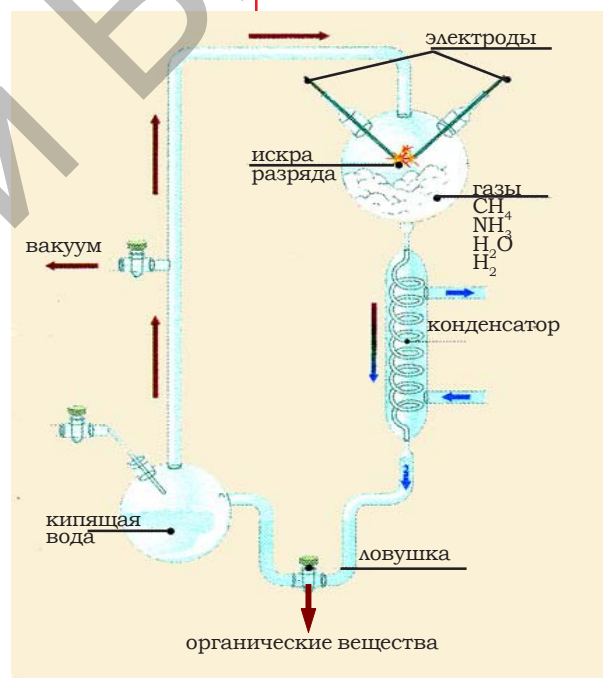 электроды
искра
разряда
газы
CH4
NH3
H2O
H2
вакуум
конденсатор
кипящая
вода
ловушка
органические вещества